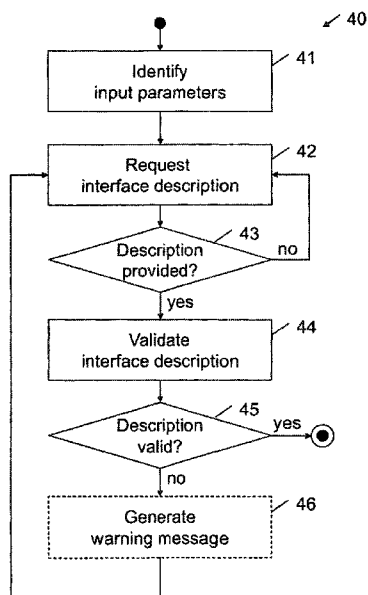 40
41
Identify
input parameters
42
Request
interface description
43
Description
provided?
no
yes
44
Validate
interface description
45
Description
valid?
yes
no
46
Generate
warning message